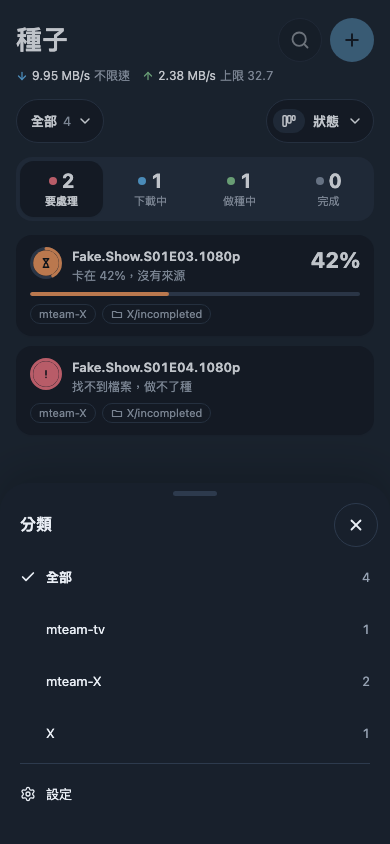 種子
9.95 MB/s 不限速 2.38 MB/s 上限 32.7
全部 4 狀態
2 1 1 0
要處理 下載中 做種中 完成
Fake.Show.S01E03.1080p 42%
卡在 42%，沒有來源
mteam-X X/incompleted
Fake.Show.S01E04.1080p
找不到檔案，做不了種
mteam-X X/incompleted
分類
全部 4
mteam-tv 1
mteam-X 2
X 1
設定